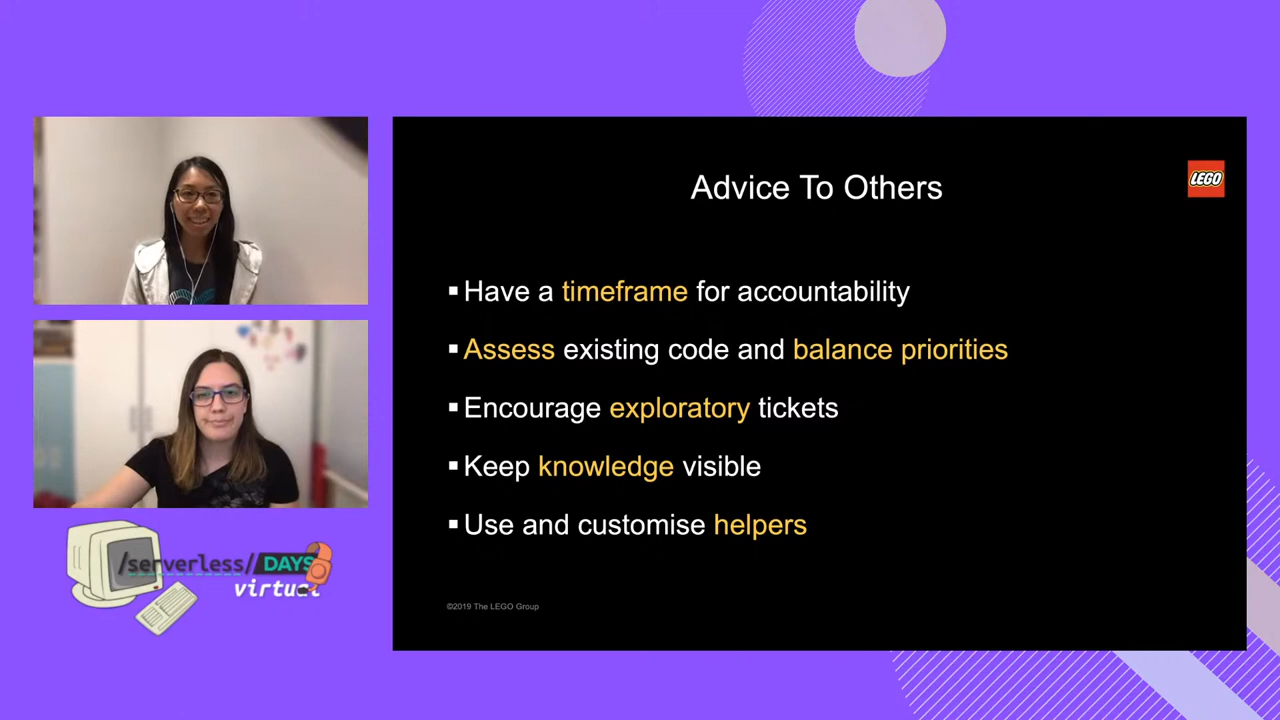 Advice To Others
LEGO
▪Have a timeframe for accountability
▪Assess existing code and balance priorities
▪Encourage exploratory tickets
▪Keep knowledge visible
▪Use and customise helpers
©2019 The LEGO Group
/serverless/DAYS
virtual